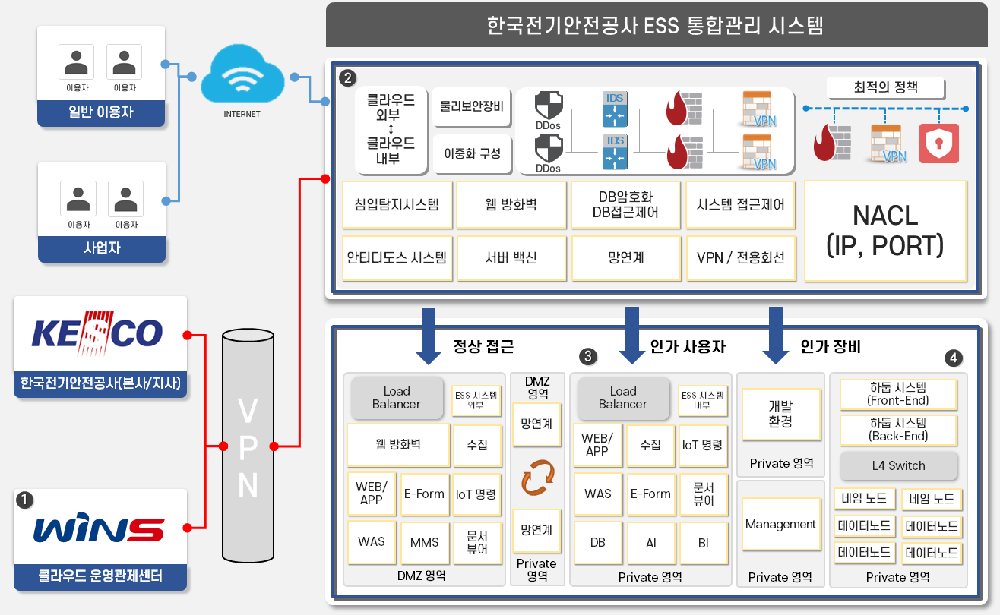 한국전기안전공사 ESS 통합관리 시스템
이용자
이용자
일반 이용자
INTERNET
이용자
이용자
사업자
KESCO
한국전기안전공사(본사/지사)
1
WiNS
클라우드 운영관제센터
VPN
2
클라우드
외부
↕
클라우드
내부
물리보안장비
이중화 구성
DDos
IDS
VPN
DDos
IDS
VPN
최적의 정책
VPN
침입탐지시스템
웹 방화벽
DB암호화
DB접근제어
시스템 접근제어
안티디도스 시스템
서버 백신
망연계
VPN / 전용회선
NACL
(IP, PORT)
정상 접근
3
인가 사용자
인가 장비
4
Load
Balancer
ESS 시스템
외부
웹 방화벽
수집
WEB/
APP
E-Form
IoT 명령
WAS
MMS
문서
뷰어
DMZ 영역
DMZ
영역
망연계
망연계
Private
영역
Load
Balancer
ESS 시스템
내부
WEB/
APP
수집
IoT 명령
WAS
E-Form
문서
뷰어
DB
AI
BI
Private 영역
개발
환경
Private 영역
Management
Private 영역
하둡 시스템
(Front-End)
하둡 시스템
(Back-End)
L4 Switch
네임 노드
네임 노드
데이터노드
데이터노드
데이터노드
데이터노드
Private 영역